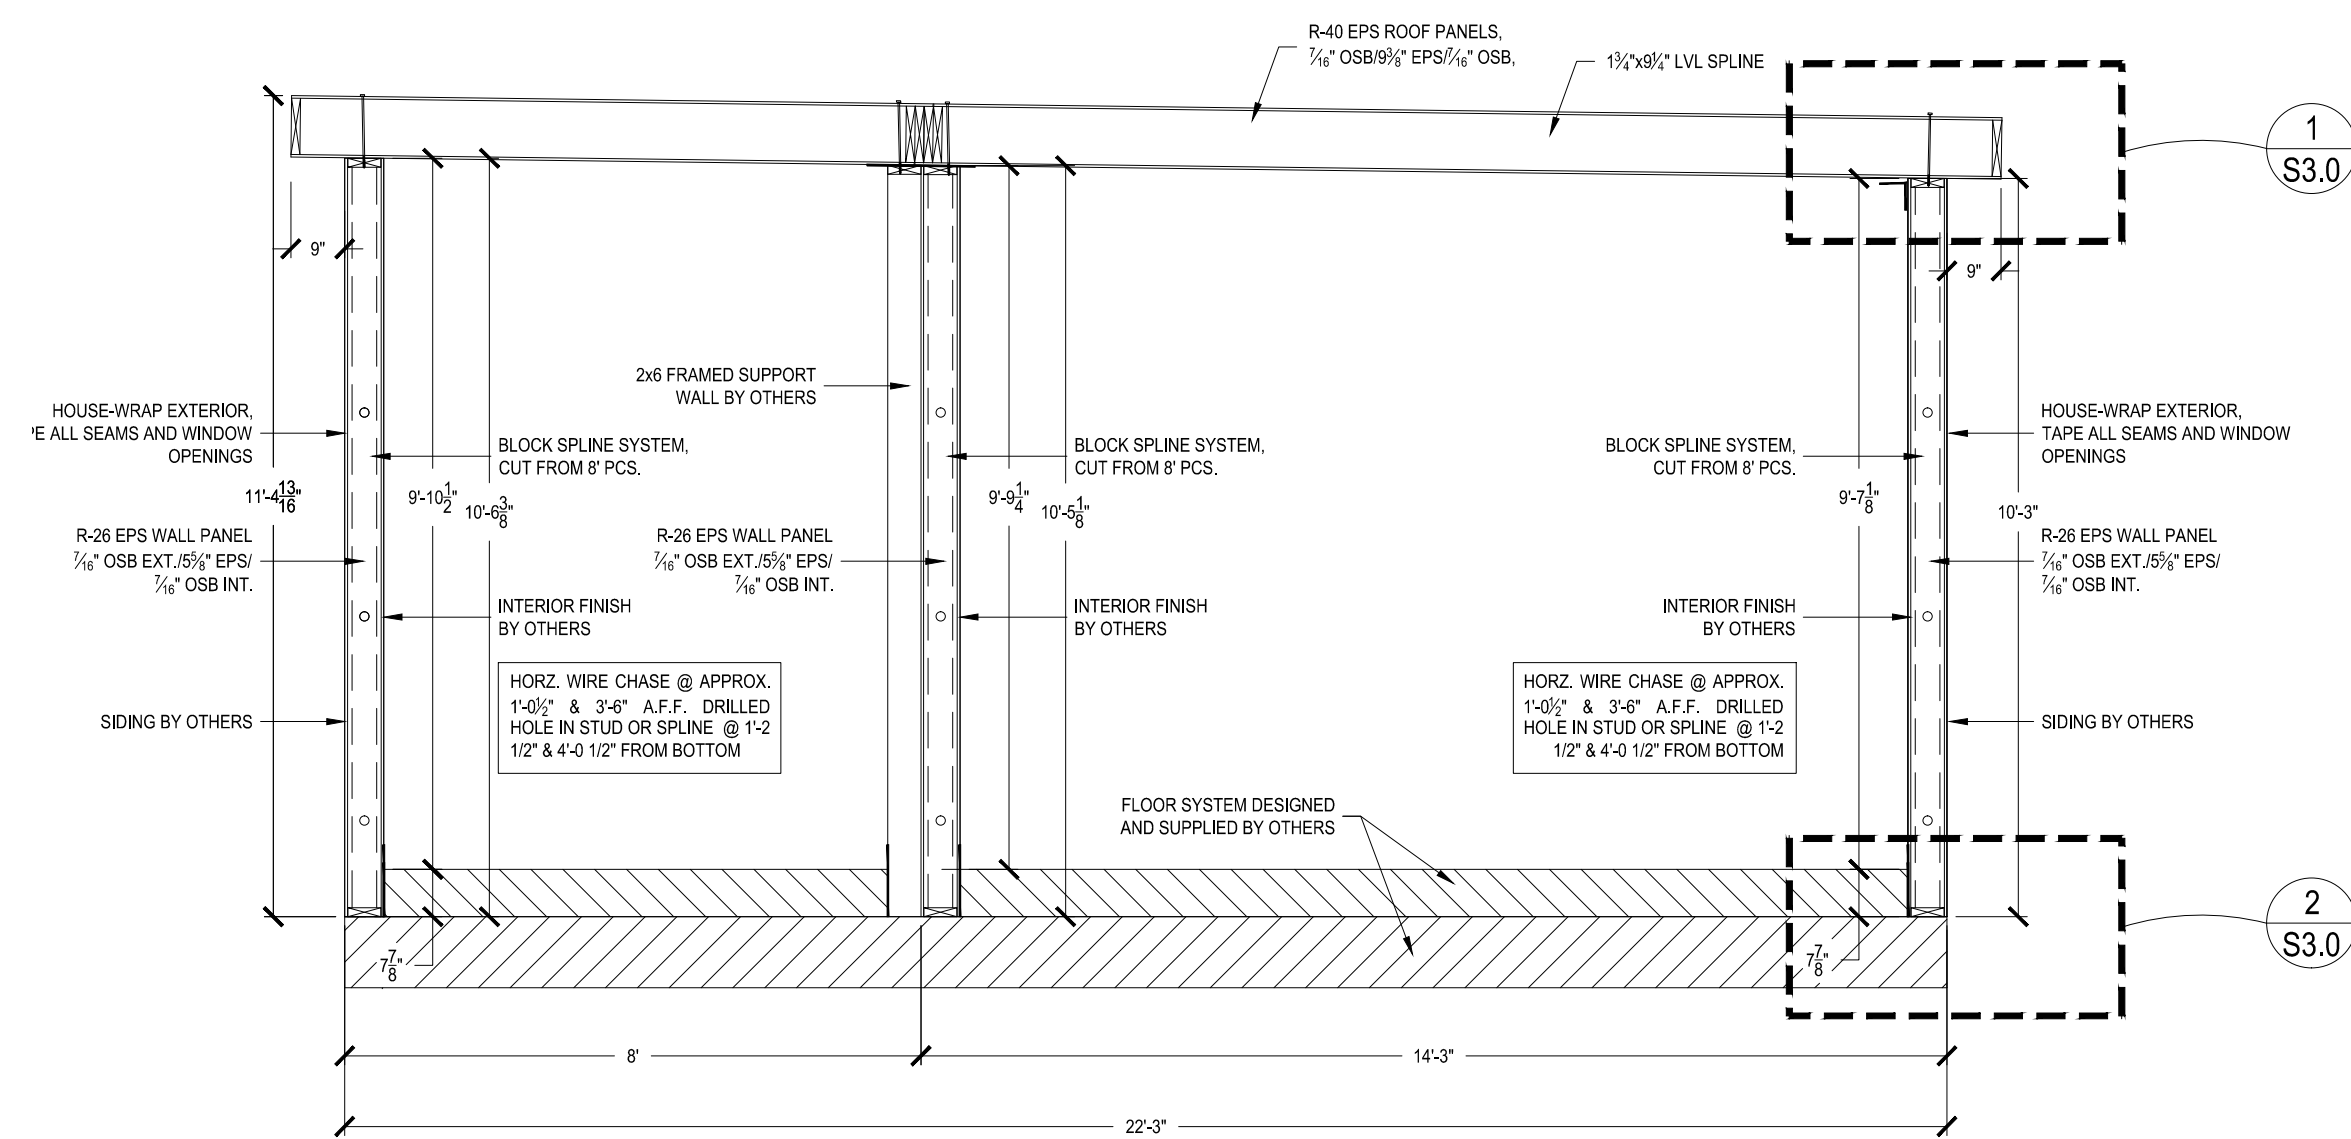 R-40 EPS ROOF PANELS,
7/16" OSB/9 3/8" EPS/7/16" OSB,
1 3/4"x9 1/4" LVL SPLINE
1
S3.0
9"
9"
2x6 FRAMED SUPPORT
WALL BY OTHERS
HOUSE-WRAP EXTERIOR,
PE ALL SEAMS AND WINDOW
OPENINGS
BLOCK SPLINE SYSTEM,
CUT FROM 8' PCS.
BLOCK SPLINE SYSTEM,
CUT FROM 8' PCS.
BLOCK SPLINE SYSTEM,
CUT FROM 8' PCS.
HOUSE-WRAP EXTERIOR,
TAPE ALL SEAMS AND WINDOW
OPENINGS
11'-4 13/16"
9'-10 1/2"
10'-6 3/8"
9'-9 1/4"
10'-5 1/8"
9'-7 1/8"
10'-3"
R-26 EPS WALL PANEL
7/16" OSB EXT./5 5/8" EPS/
7/16" OSB INT.
R-26 EPS WALL PANEL
7/16" OSB EXT./5 5/8" EPS/
7/16" OSB INT.
R-26 EPS WALL PANEL
7/16" OSB EXT./5 5/8" EPS/
7/16" OSB INT.
INTERIOR FINISH
BY OTHERS
INTERIOR FINISH
BY OTHERS
INTERIOR FINISH
BY OTHERS
HORZ. WIRE CHASE @ APPROX.
1'-0 1/2" & 3'-6" A.F.F. DRILLED
HOLE IN STUD OR SPLINE @ 1'-2
1/2" & 4'-0 1/2" FROM BOTTOM
HORZ. WIRE CHASE @ APPROX.
1'-0 1/2" & 3'-6" A.F.F. DRILLED
HOLE IN STUD OR SPLINE @ 1'-2
1/2" & 4'-0 1/2" FROM BOTTOM
SIDING BY OTHERS
SIDING BY OTHERS
FLOOR SYSTEM DESIGNED
AND SUPPLIED BY OTHERS
2
S3.0
7 7/8"
7 7/8"
8'
14'-3"
22'-3"